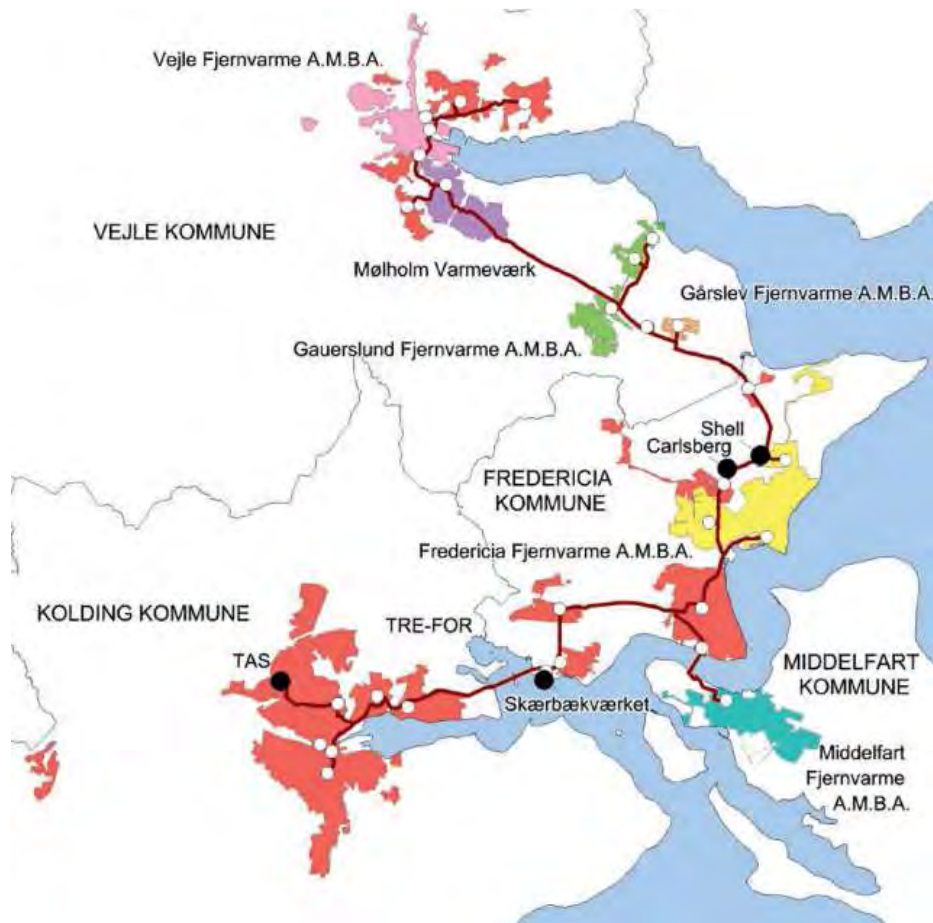 Vejle Fjernvarme A.M.B.A.
VEJLE KOMMUNE
Mølholm Varmeværk
Gårslev Fjernvarme A.M.B.A.
Gauerslund Fjernvarme A.M.B.A.
Shell
Carlsberg
FREDERICIA
KOMMUNE
Fredericia Fjernvarme A.M.B.A.
KOLDING KOMMUNE
TRE-FOR
TAS
MIDDELFART
KOMMUNE
Skærbækværket
Middelfart
Fjernvarme
A.M.B.A.